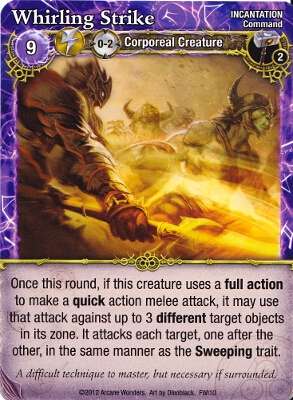 Whirling Strike
INCANTATION
Command
9
0-2
Corporeal Creature
2
Once this round, if this creature uses a full action
to make a quick action melee attack, it may use
that attack against up to 3 different target objects
in its zone. It attacks each target, one after the
other, in the same manner as the Sweeping trait.
A difficult technique to master, but necessary if surrounded.
©2012 Arcane Wonders. Art by Diexblack.